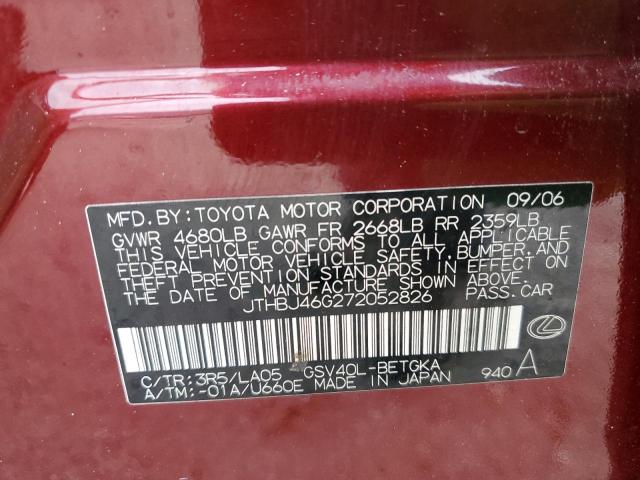 MFD. BY: TOYOTA MOTOR CORPORATION 09/06
GVWR 4680LB GAWR FR 2668LB RR 2359LB
THIS VEHICLE CONFORMS TO ALL APPLICABLE
FEDERAL MOTOR VEHICLE SAFETY, BUMPER, AND
THEFT PREVENTION STANDARDS IN EFFECT ON
THE DATE OF MANUFACTURE SHOWN ABOVE.
JTHBJ46G272052826 PASS. CAR
C/TR: 3R5/LA05 GSV40L-BETGKA
A/TM: -01A/U660E MADE IN JAPAN 940 A